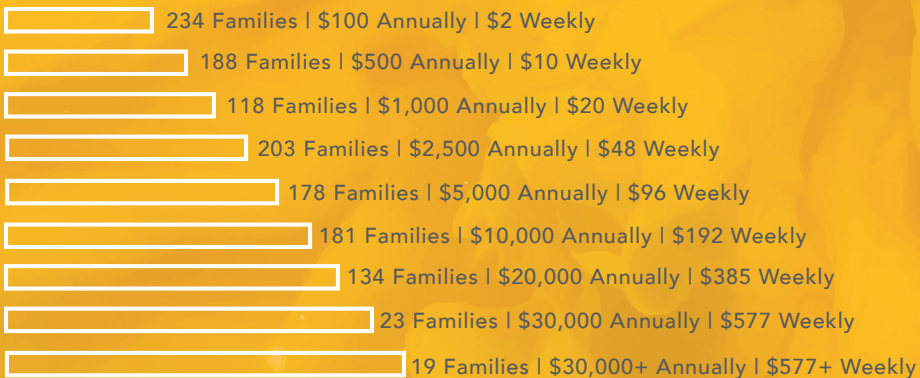 234 Families | $100 Annually | $2 Weekly
188 Families | $500 Annually | $10 Weekly
118 Families | $1,000 Annually | $20 Weekly
203 Families | $2,500 Annually | $48 Weekly
178 Families | $5,000 Annually | $96 Weekly
181 Families | $10,000 Annually | $192 Weekly
134 Families | $20,000 Annually | $385 Weekly
23 Families | $30,000 Annually | $577 Weekly
19 Families | $30,000+ Annually | $577+ Weekly